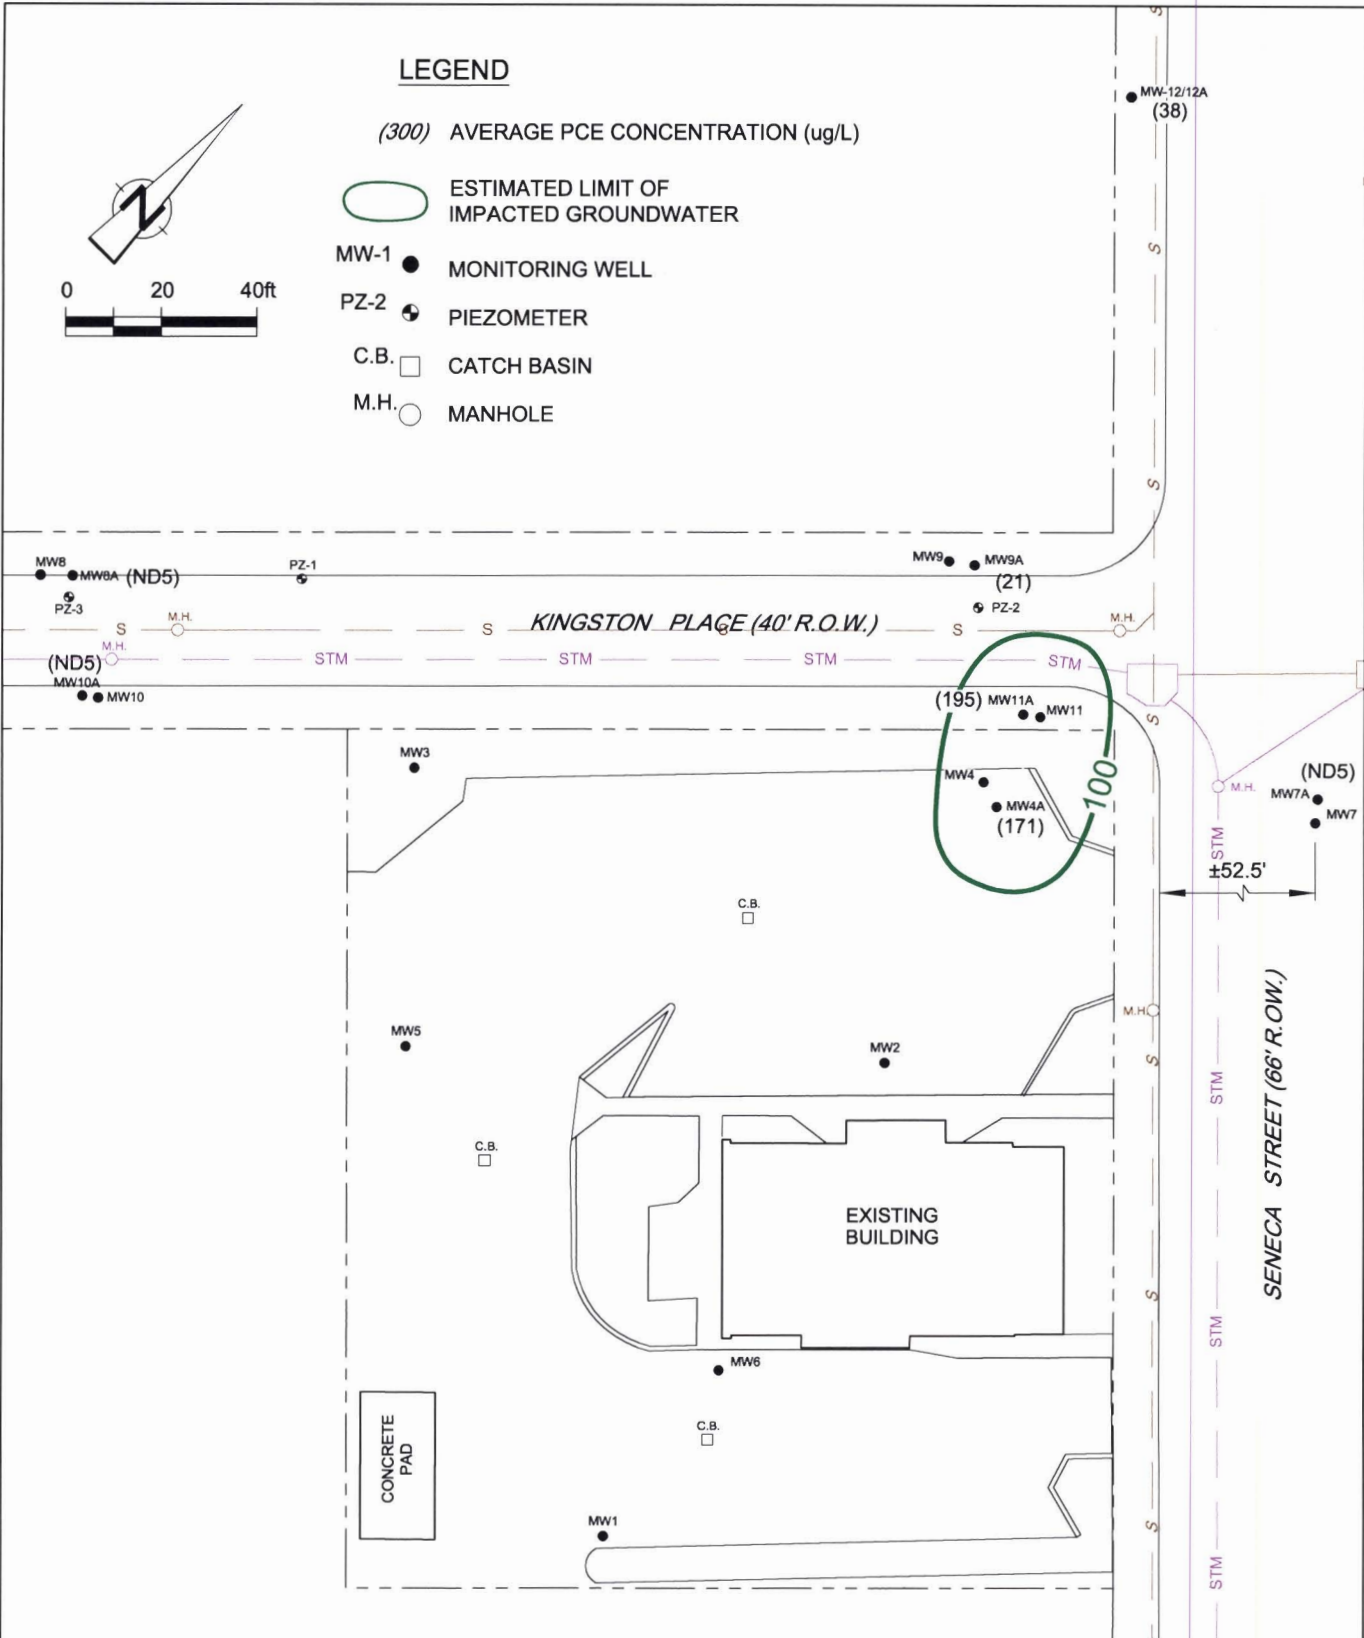 LEGEND
(300) AVERAGE PCE CONCENTRATION (ug/L)
ESTIMATED LIMIT OF
IMPACTED GROUNDWATER
MW-1 MONITORING WELL
PZ-2 PIEZOMETER
C.B. CATCH BASIN
M.H. MANHOLE
N
0 20 40ft
S
MW-12/12A
(38)
S
S
MW8
MW8A (ND5)
PZ-3
PZ-1
MW9
MW9A
(21)
PZ-2
M.H.
S
S
KINGSTON PLACE (40' R.O.W.)
S
S
M.H.
M.H.
STM
STM
STM
STM
(ND5)
MW10A
MW10
(195) MW11A
MW11
S
MW3
MW4
MW4A
(171)
100
M.H.
(ND5)
MW7A
MW7
STM
±52.5'
C.B.
M.H.
MW5
MW2
S
STM
C.B.
EXISTING
BUILDING
SENECA STREET (66' R.OW.)
S
STM
MW6
C.B.
CONCRETE
PAD
MW1
S
STM